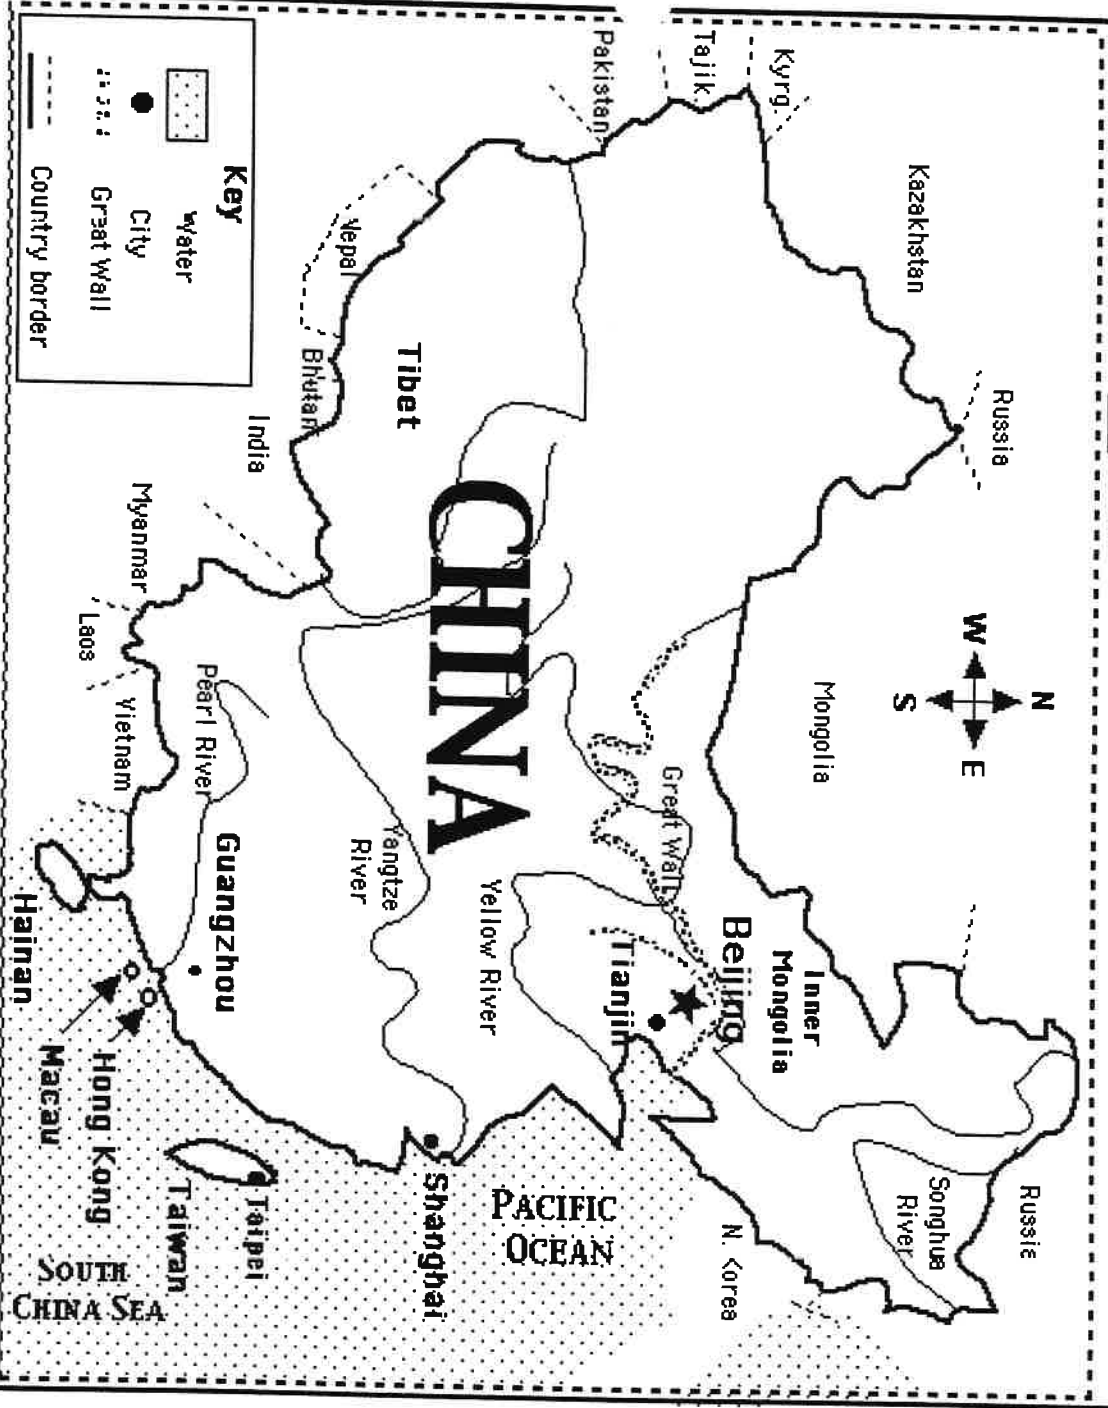 Russia
Kazakhstan
Kyrg.
Tajik.
Pakistan
N
W
E
S
Mongolia
Russia
Songhua
River
Inner
Mongolia
Beijing
Great Wall
Tianjin
N. Korea
CHINA
Tibet
Nepal
Bhutan
India
Yellow River
Yangtze
River
PACIFIC
OCEAN
Shanghai
Myanmar
Laos
Vietnam
Pearl River
Guangzhou
Taipei
Taiwan
Hong Kong
Macau
Hainan
SOUTH
CHINA SEA
Key
Water
City
Great Wall
Country border